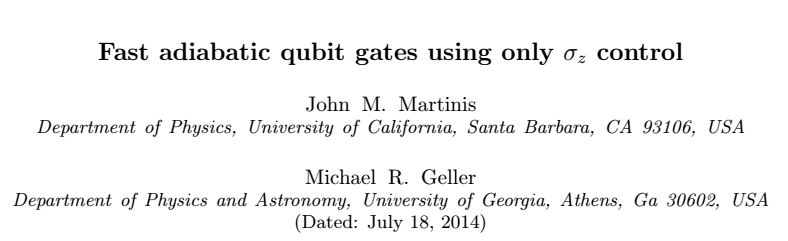 Fast adiabatic qubit gates using only σz control
John M. Martinis
Department of Physics, University of California, Santa Barbara, CA 93106, USA
Michael R. Geller
Department of Physics and Astronomy, University of Georgia, Athens, Ga 30602, USA
(Dated: July 18, 2014)